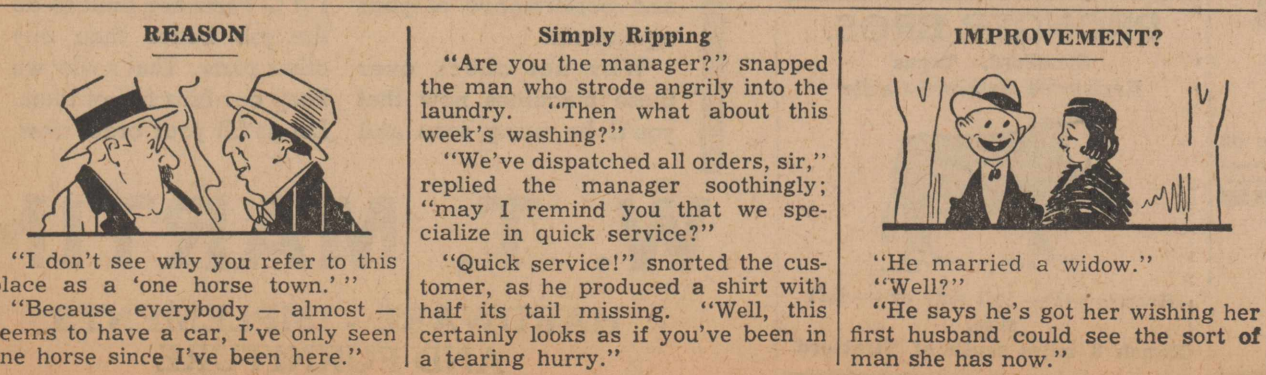 REASON
"I don't see why you refer to this
lace as a 'one horse town.' "
"Because everybody — almost —
eems to have a car, I've only seen
ne horse since I've been here."
Simply Ripping
"Are you the manager?" snapped
the man who strode angrily into the
laundry. "Then what about this
week's washing?"
"We've dispatched all orders, sir,"
replied the manager soothingly;
"may I remind you that we spe-
cialize in quick service?"
"Quick service!" snorted the cus-
tomer, as he produced a shirt with
half its tail missing. "Well, this
certainly looks as if you've been in
a tearing hurry."
IMPROVEMENT?
"He married a widow."
"Well?"
"He says he's got her wishing her
first husband could see the sort of
man she has now."